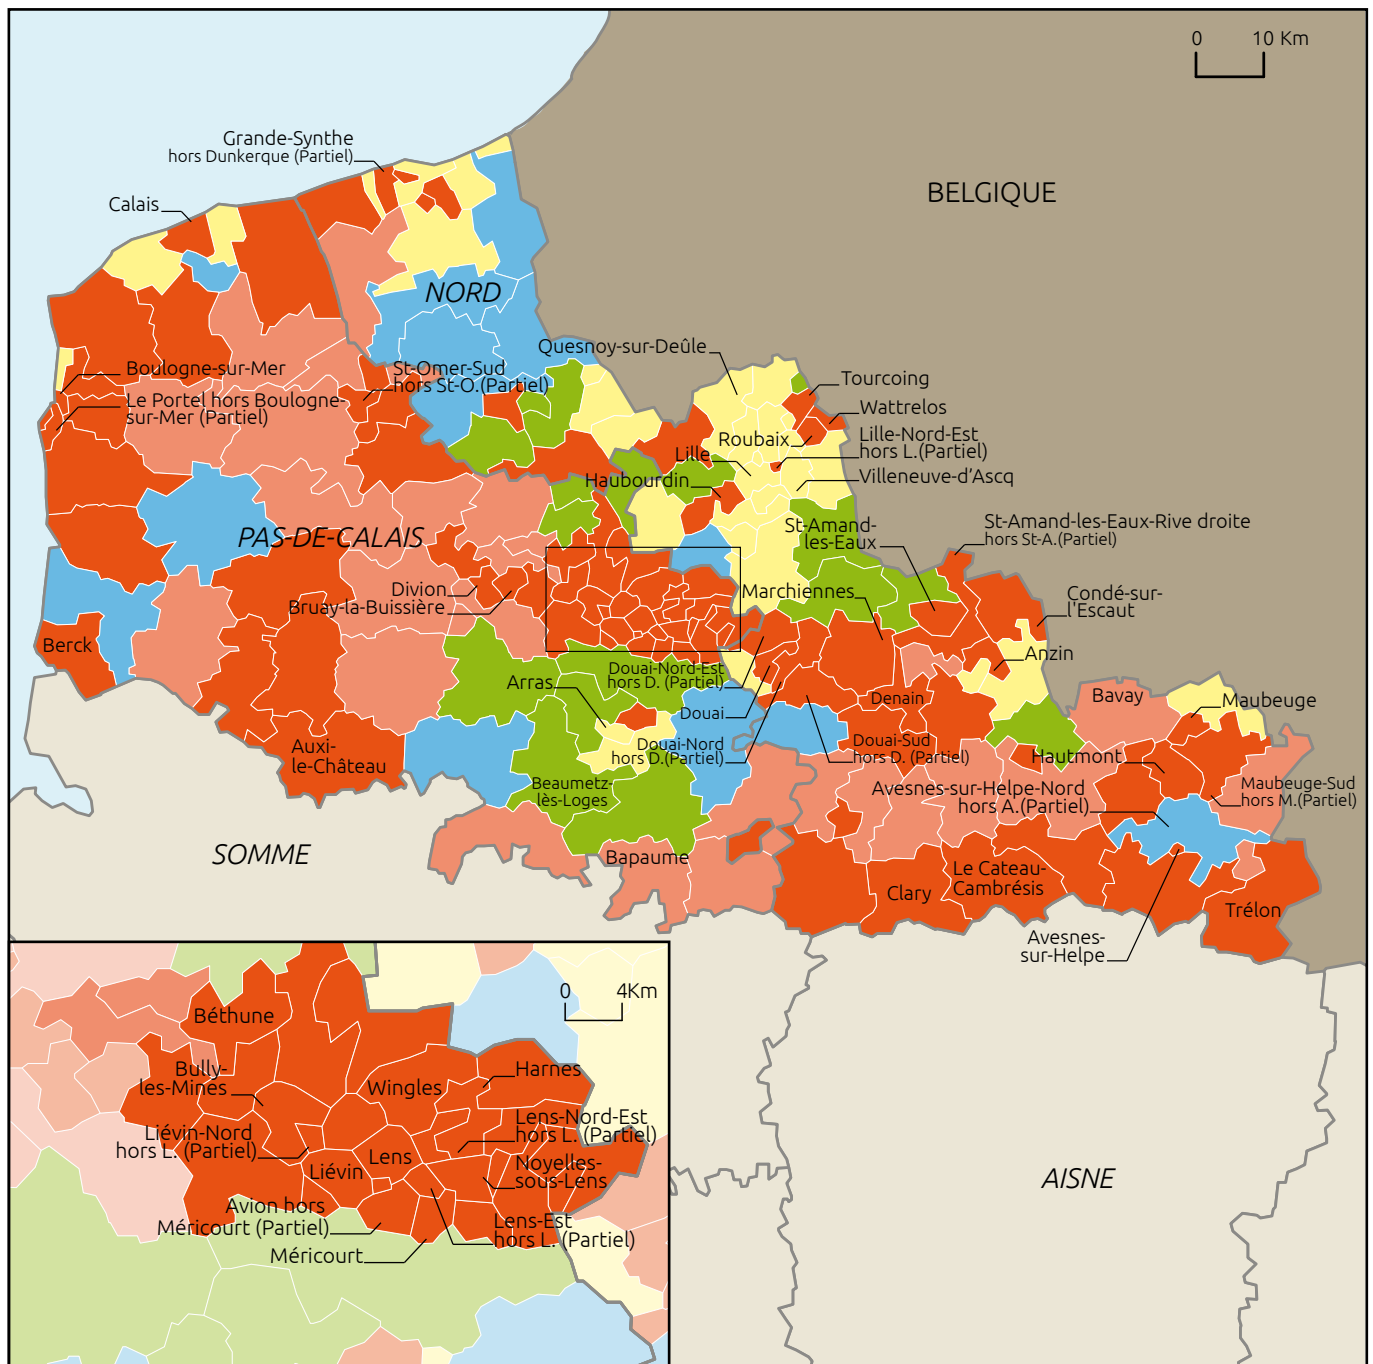 0 10 Km
Grande-Synthe
hors Dunkerque (Partiel)
BELGIQUE
Calais
NORD
Quesnoy-sur-Deûle
Boulogne-sur-Mer
St-Omer-Sud
hors St-O.(Partiel)
Tourcoing
Le Portel hors Boulogne-
sur-Mer (Partiel)
Wattrelos
Roubaix
Lille-Nord-Est
hors L.(Partiel)
Lille
Haubourdin
Villeneuve-d'Ascq
PAS-DE-CALAIS
St-Amand-
les-Eaux
St-Amand-les-Eaux-Rive droite
hors St-A.(Partiel)
Divion
Bruay-la-Buissière
Marchiennes
Condé-sur-
l'Escaut
Berck
Anzin
Arras
Douai-Nord-Est
hors D. (Partiel)
Denain
Bavay
Maubeuge
Douai
Auxi-
le-Château
Douai-Nord
hors D.(Partiel)
Douai-Sud
hors D. (Partiel)
Hautmont
Beaumetz-
lès-Loges
Avesnes-sur-Helpe-Nord
hors A.(Partiel)
Maubeuge-Sud
hors M.(Partiel)
SOMME
Bapaume
Clary
Le Cateau-
Cambrésis
Trélon
Avesnes-
sur-Helpe
0 4Km
Béthune
Bully-
les-Mines
Wingles
Harnes
Liévin-Nord
hors L. (Partiel)
Lens-Nord-Est
hors L. (Partiel)
Liévin
Lens
Noyelles-
sous-Lens
Avion hors
Méricourt (Partiel)
Lens-Est
hors L. (Partiel)
Méricourt
AISNE